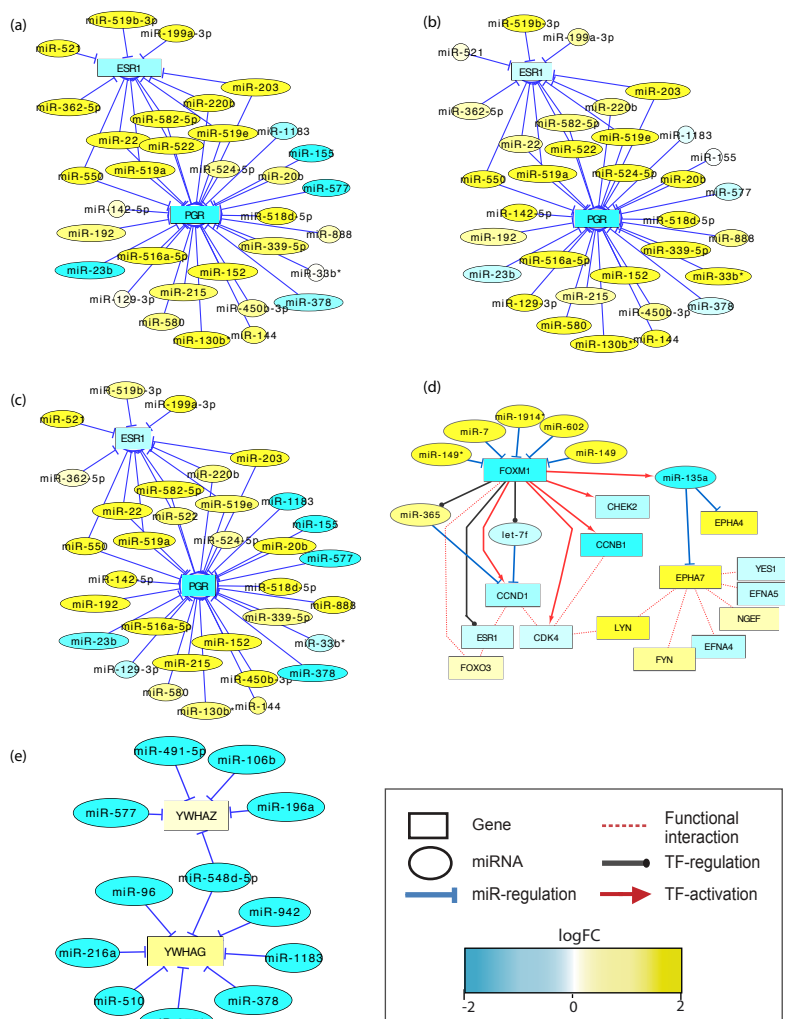 (a)
miR-519b-3p
miR-199a-3p
miR-521
ESR1
miR-203
miR-362-5p
miR-220b
miR-582-5p
miR-22
miR-519e
miR-1183
miR-522
miR-155
miR-519a
miR-524-5p
miR-550
miR-20b
miR-577
miR-142-5p
PGR
miR-518d-5p
miR-192
miR-888
miR-516a-5p
miR-339-5p
miR-23b
miR-152
miR-33b*
miR-129-3p
miR-215
miR-378
miR-450b-3p
miR-580
miR-130b*
miR-144
(b)
miR-519b-3p
miR-199a-3p
miR-521
ESR1
miR-203
miR-362-5p
miR-220b
miR-582-5p
miR-519e
miR-1183
miR-22
miR-522
miR-155
miR-519a
miR-524-5p
miR-550
miR-20b
miR-577
miR-142-5p
PGR
miR-518d-5p
miR-192
miR-888
miR-516a-5p
miR-339-5p
miR-23b
miR-152
miR-33b*
miR-129-3p
miR-215
miR-378
miR-450b-3p
miR-580
miR-130b*
miR-144
(c)
miR-519b-3p
miR-199a-3p
miR-521
ESR1
miR-203
miR-362-5p
miR-220b
miR-582-5p
miR-1183
miR-22
miR-519e
miR-522
miR-155
miR-519a
miR-524-5p
miR-550
miR-20b
miR-577
miR-142-5p
PGR
miR-518d-5p
miR-192
miR-888
miR-516a-5p
miR-339-5p
miR-23b
miR-152
miR-33b*
miR-129-3p
miR-215
miR-378
miR-450b-3p
miR-580
miR-130b*
miR-144
(d)
miR-1914*
miR-7
miR-602
miR-149*
miR-149
FOXM1
miR-135a
miR-365
CHEK2
EPHA4
let-7f
CCNB1
EPHA7
YES1
CCND1
EFNA5
NGEF
ESR1
CDK4
LYN
EFNA4
FOXO3
FYN
(e)
miR-491-5p
miR-106b
miR-577
YWHAZ
miR-196a
miR-548d-5p
miR-96
miR-942
miR-216a
YWHAG
miR-1183
miR-510
miR-378
Gene
Functional
interaction
miRNA
TF-regulation
miR-regulation
TF-activation
logFC
-2
0
2